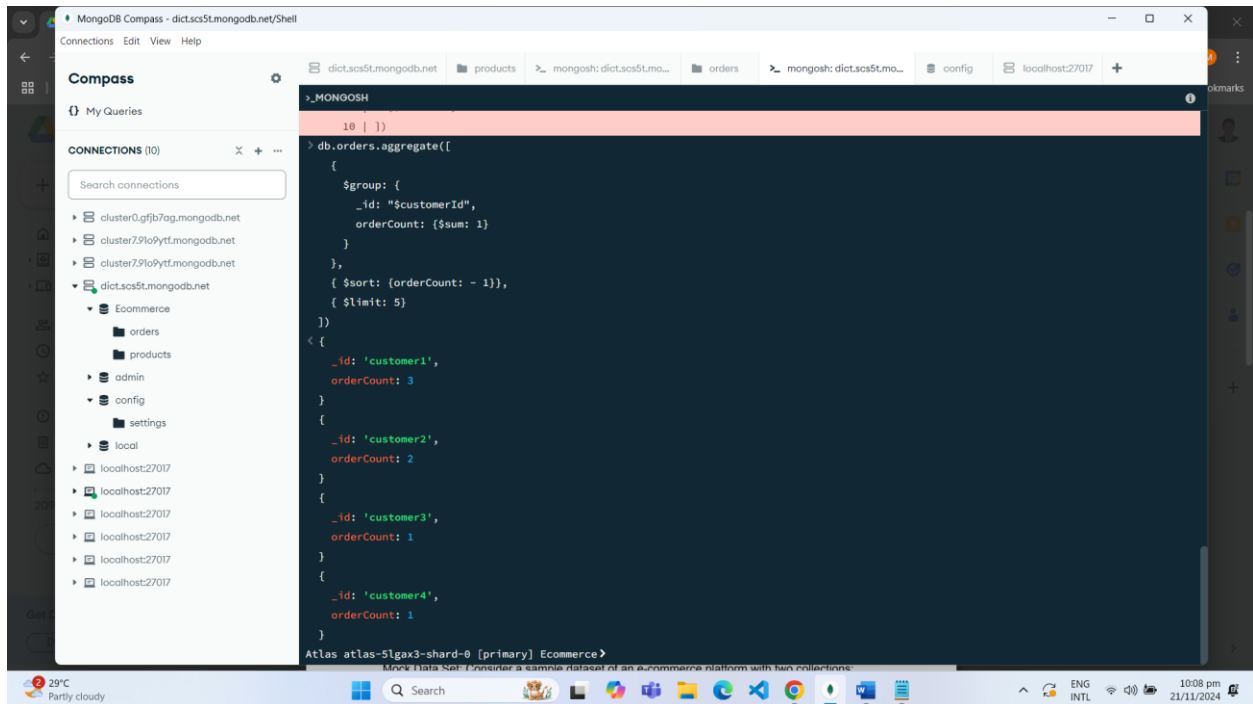 MongoDB Compass - dict.scs5t.mongodb.net/Shell
Connections Edit View Help
Compass
{} My Queries
CONNECTIONS (10)
Search connections
cluster0.gfjb7ag.mongodb.net
cluster7.91o9ytf.mongodb.net
cluster7.91o9ytf.mongodb.net
dict.scs5t.mongodb.net
Ecommerce
orders
products
admin
config
settings
local
localhost:27017
localhost:27017
localhost:27017
localhost:27017
localhost:27017
localhost:27017
dict.scs5t.mongodb.net products >_ mongosh: dict.scs5t.mo... orders >_ mongosh: dict.scs5t.mo... config localhost:27017 +
>_MONGOSH
10 | ])
> db.orders.aggregate([
{
$group: {
_id: "$customerId",
orderCount: {$sum: 1}
}
},
{ $sort: {orderCount: - 1}},
{ $limit: 5}
])
< {
_id: 'customer1',
orderCount: 3
}
{
_id: 'customer2',
orderCount: 2
}
{
_id: 'customer3',
orderCount: 1
}
{
_id: 'customer4',
orderCount: 1
}
Atlas atlas-5lgax3-shard-0 [primary] Ecommerce>
okmarks
Mock Data Set: Consider a sample dataset of an e-commerce platform with two collections:
2
29°C
Partly cloudy
Search
ENG
INTL
10:08 pm
21/11/2024